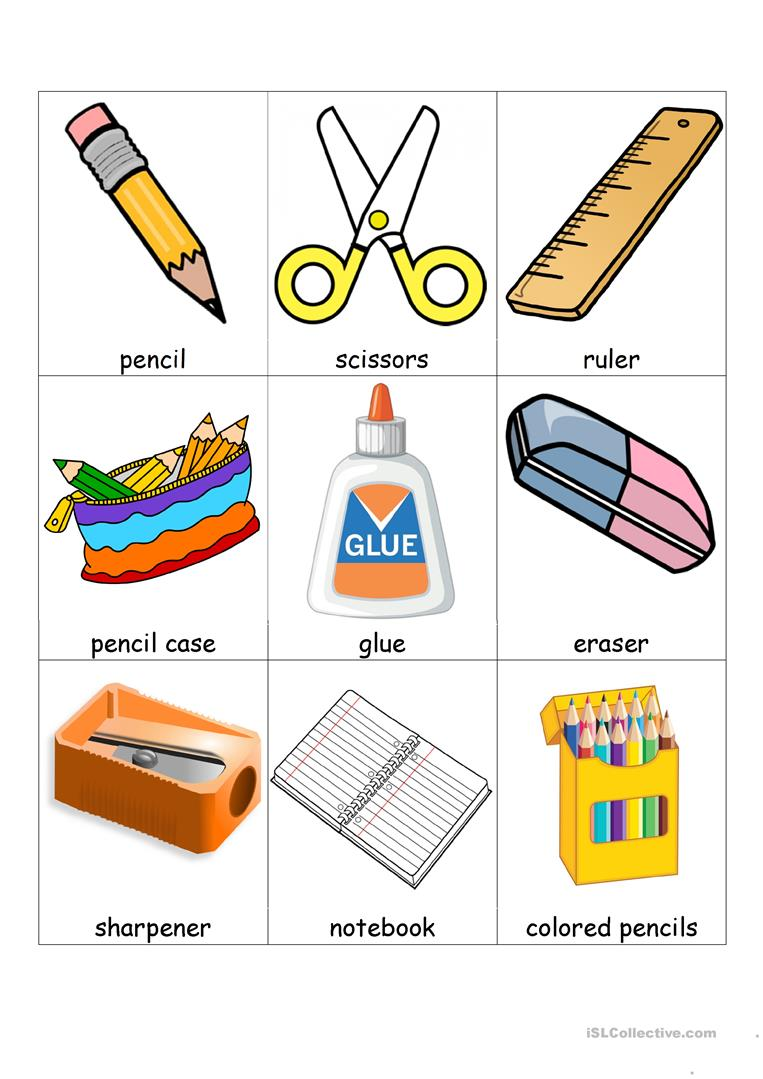 pencil
scissors
ruler
GLUE
pencil case
glue
eraser
sharpener
notebook
colored pencils
iSLCollective.com